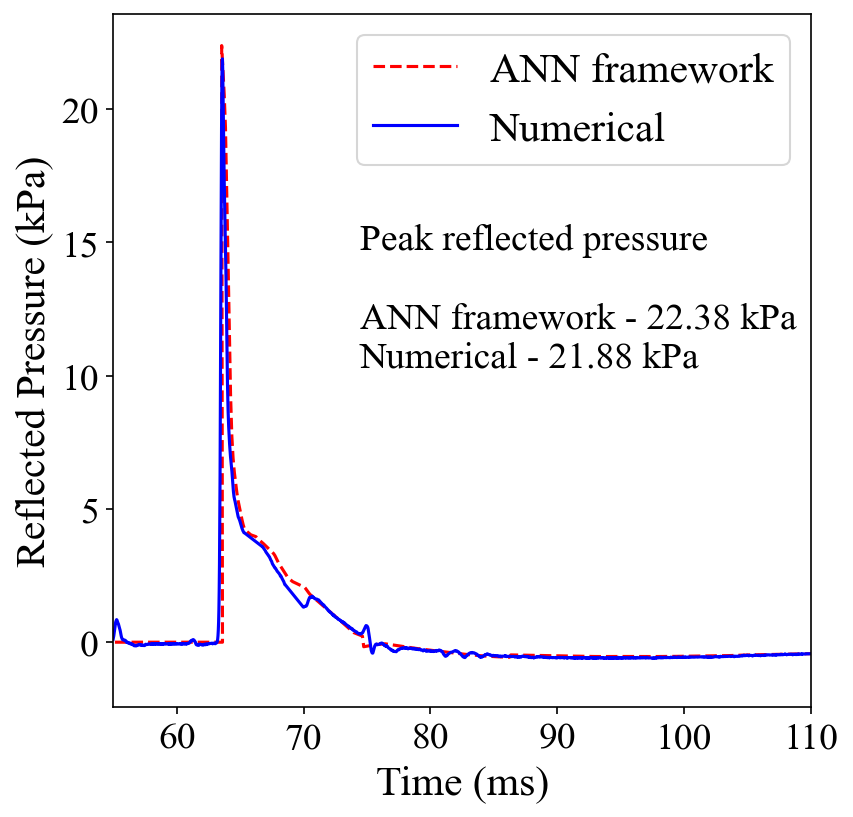 ANN framework
Numerical
Peak reflected pressure
ANN framework - 22.38 kPa
Numerical - 21.88 kPa
Reflected Pressure (kPa)
20
15
10
5
0
60 70 80 90 100 110
Time (ms)